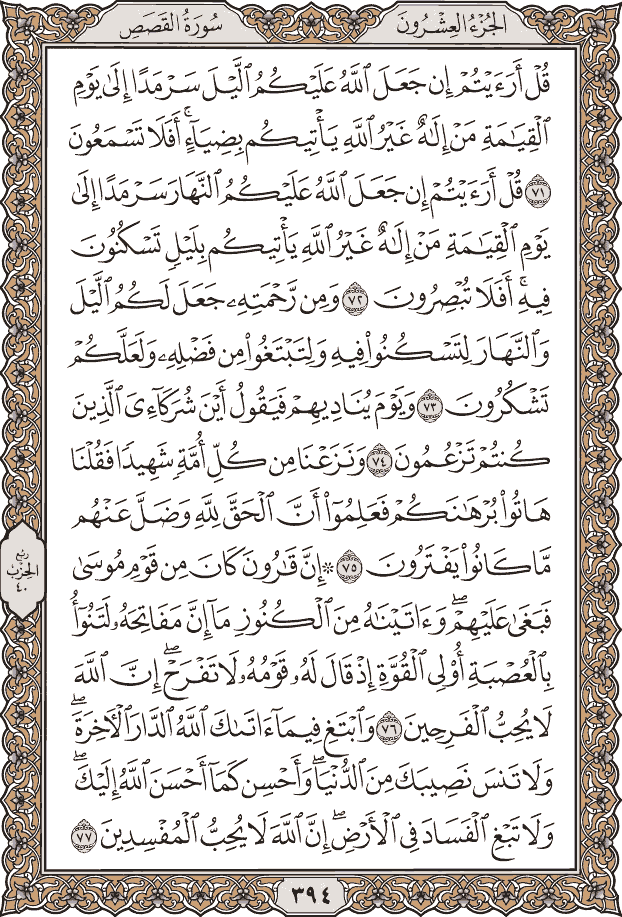 الجُزْءُ العِشْرُونَ
سُورَةُ القَصَصِ
قُلْ أَرَءَيْتُمْ إِن جَعَلَ ٱللَّهُ عَلَيْكُمُ ٱلَّيْلَ سَرْمَدًا إِلَىٰ يَوْمِ
ٱلْقِيَٰمَةِ مَنْ إِلَٰهٌ غَيْرُ ٱللَّهِ يَأْتِيكُم بِضِيَآءٍ ۚ أَفَلَا تَسْمَعُونَ
٧١ قُلْ أَرَءَيْتُمْ إِن جَعَلَ ٱللَّهُ عَلَيْكُمُ ٱلنَّهَارَ سَرْمَدًا إِلَىٰ
يَوْمِ ٱلْقِيَٰمَةِ مَنْ إِلَٰهٌ غَيْرُ ٱللَّهِ يَأْتِيكُم بِلَيْلٍ تَسْكُنُونَ
فِيهِ ۚ أَفَلَا تُبْصِرُونَ ٧٢ وَمِن رَّحْمَتِهِۦ جَعَلَ لَكُمُ ٱلَّيْلَ
وَٱلنَّهَارَ لِتَسْكُنُوا۟ فِيهِ وَلِتَبْتَغُوا۟ مِن فَضْلِهِۦ وَلَعَلَّكُمْ
تَشْكُرُونَ ٧٣ وَيَوْمَ يُنَادِيهِمْ فَيَقُولُ أَيْنَ شُرَكَآءِىَ ٱلَّذِينَ
كُنتُمْ تَزْعُمُونَ ٧٤ وَنَزَعْنَا مِن كُلِّ أُمَّةٍ شَهِيدًا فَقُلْنَا
هَاتُوا۟ بُرْهَٰنَكُمْ فَعَلِمُوٓا۟ أَنَّ ٱلْحَقَّ لِلَّهِ وَضَلَّ عَنْهُم
مَّا كَانُوا۟ يَفْتَرُونَ ٧٥ ۞ إِنَّ قَٰرُونَ كَانَ مِن قَوْمِ مُوسَىٰ
فَبَغَىٰ عَلَيْهِمْ ۖ وَءَاتَيْنَٰهُ مِنَ ٱلْكُنُوزِ مَآ إِنَّ مَفَاتِحَهُۥ لَتَنُوٓأُ
بِٱلْعُصْبَةِ أُو۟لِى ٱلْقُوَّةِ إِذْ قَالَ لَهُۥ قَوْمُهُۥ لَا تَفْرَحْ ۖ إِنَّ ٱللَّهَ
لَا يُحِبُّ ٱلْفَرِحِينَ ٧٦ وَٱبْتَغِ فِيمَآ ءَاتَىٰكَ ٱللَّهُ ٱلدَّارَ ٱلْءَاخِرَةَ ۖ
وَلَا تَنسَ نَصِيبَكَ مِنَ ٱلدُّنْيَا ۖ وَأَحْسِن كَمَآ أَحْسَنَ ٱللَّهُ إِلَيْكَ ۖ
وَلَا تَبْغِ ٱلْفَسَادَ فِى ٱلْأَرْضِ ۖ إِنَّ ٱللَّهَ لَا يُحِبُّ ٱلْمُفْسِدِينَ ٧٧
ربع
الحزب
٤٠
٣٩٤